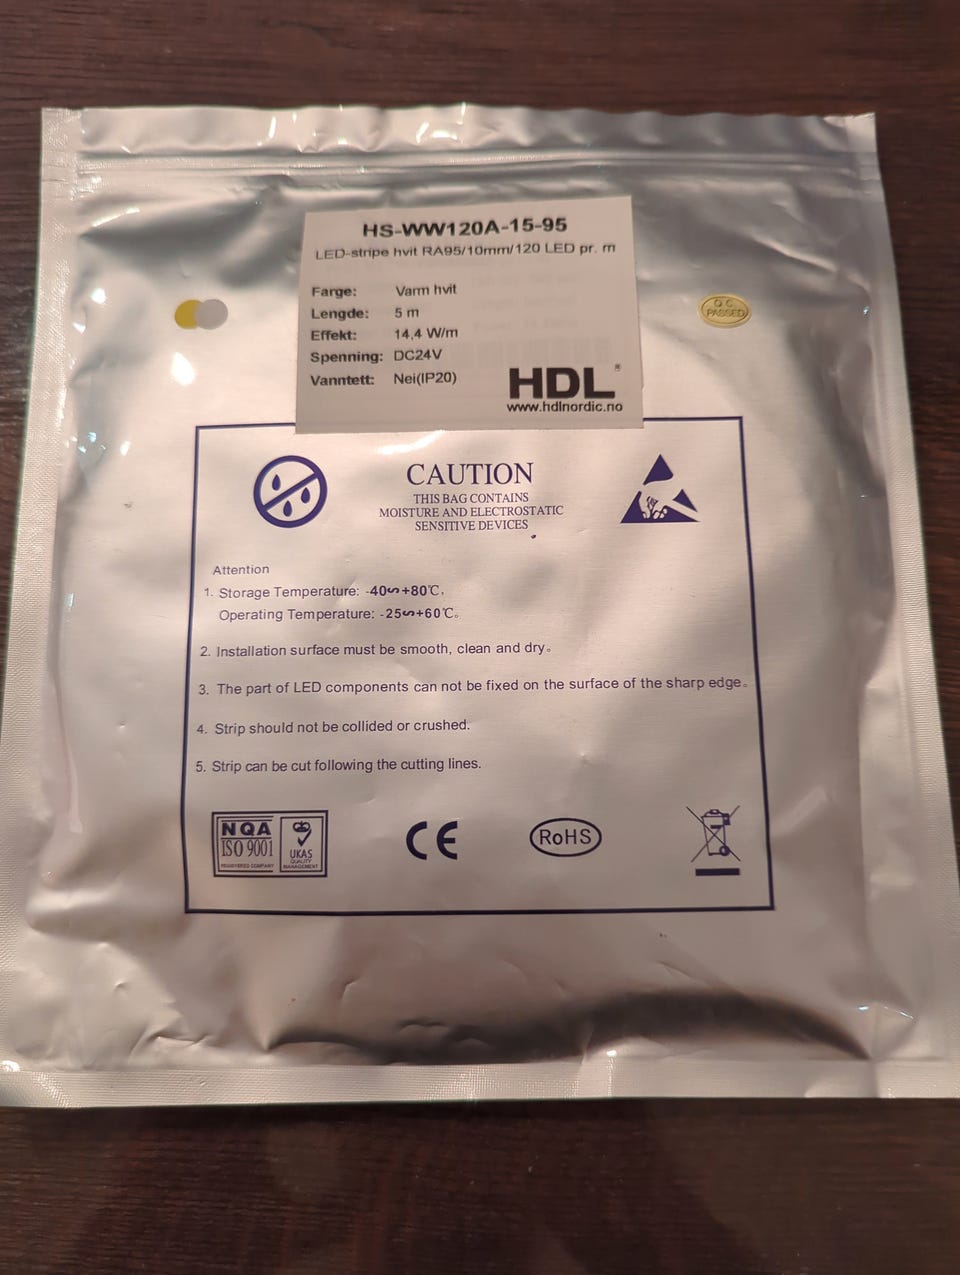 HS-WW120A-15-95
LED-stripe hvit RA95/10mm/120 LED pr. m
Farge: Varm hvit
Lengde: 5 m
Effekt: 14,4 W/m
Spenning: DC24V
Vanntett: Nei(IP20)
HDL®
www.hdlnordic.no
Q C
PASSED
CAUTION
THIS BAG CONTAINS
MOISTURE AND ELECTROSTATIC
SENSITIVE DEVICES
Attention
1. Storage Temperature: -40∽+80℃,
Operating Temperature: -25∽+60℃。
2. Installation surface must be smooth, clean and dry。
3. The part of LED components can not be fixed on the surface of the sharp edge。
4. Strip should not be collided or crushed.
5. Strip can be cut following the cutting lines.
NQA
ISO 9001
REGISTERED COMPANY
UKAS
QUALITY
MANAGEMENT
CE
RoHS